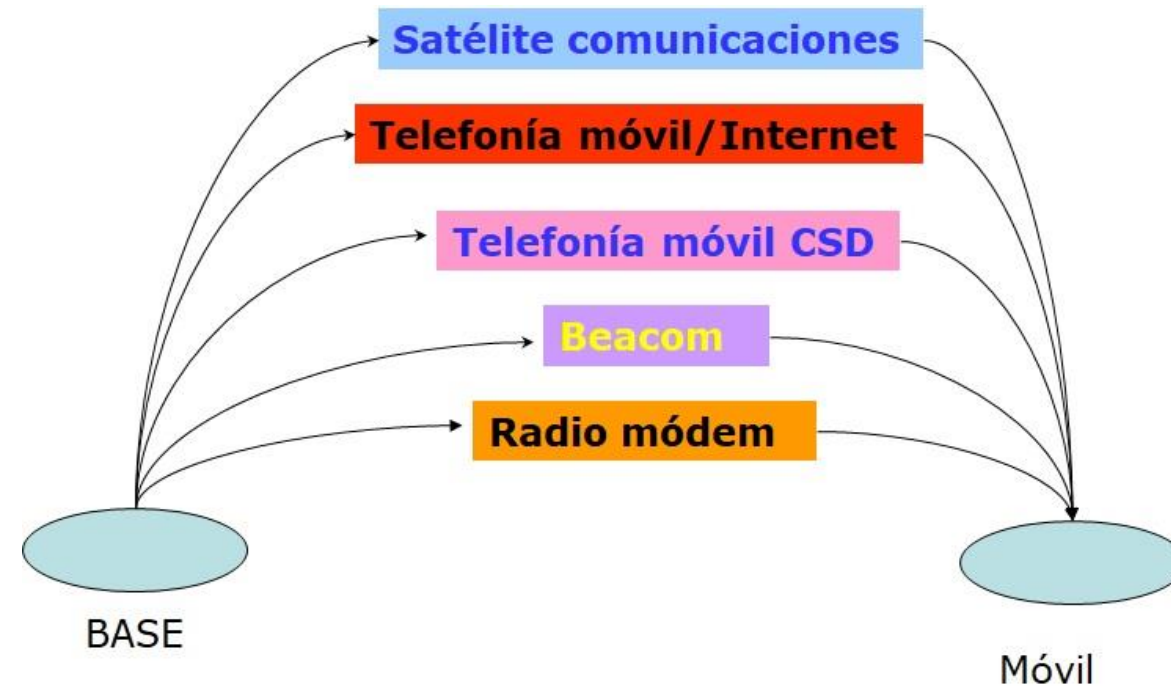 Satélite comunicaciones
Telefonía móvil/Internet
Telefonía móvil CSD
Beacom
Radio módem
BASE
Móvil